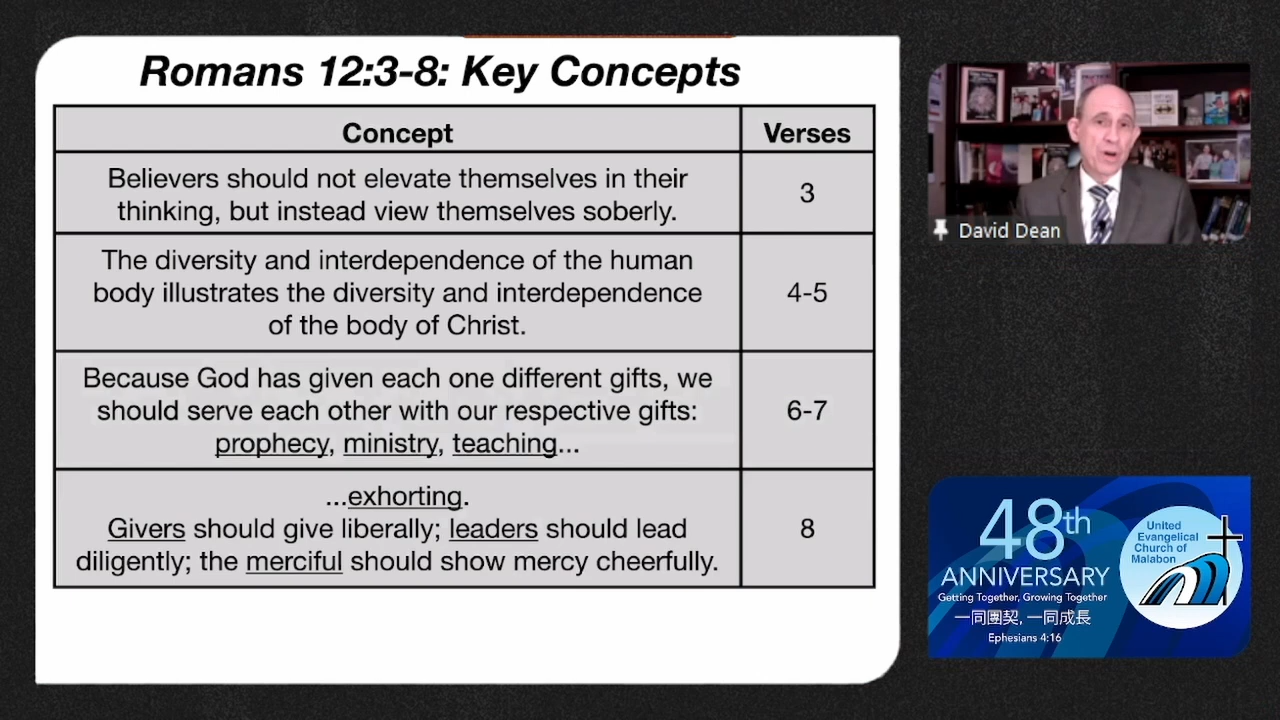 Romans 12:3-8: Key Concepts
Concept
Verses
Believers should not elevate themselves in their
thinking, but instead view themselves soberly.
3
The diversity and interdependence of the human
body illustrates the diversity and interdependence
of the body of Christ.
4-5
Because God has given each one different gifts, we
should serve each other with our respective gifts:
prophecy, ministry, teaching...
6-7
...exhorting.
Givers should give liberally; leaders should lead
diligently; the merciful should show mercy cheerfully.
8
David Dean
48th
ANNIVERSARY
Getting Together, Growing Together
一同團契, 一同成長
Ephesians 4:16
United
Evangelical
Church of
Malabon